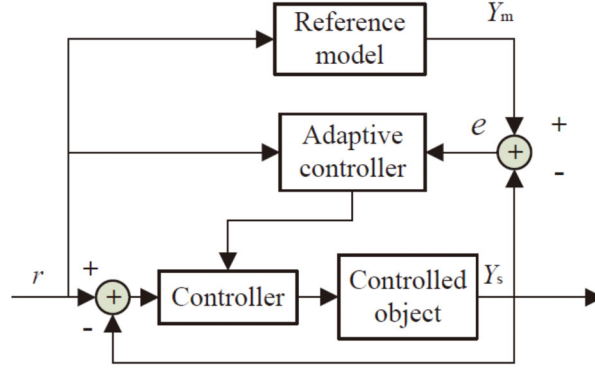 Reference
model
Yₘ
Adaptive
controller
e
+
+
-
r
+
+
-
Controller
Controlled
object
Yₛ